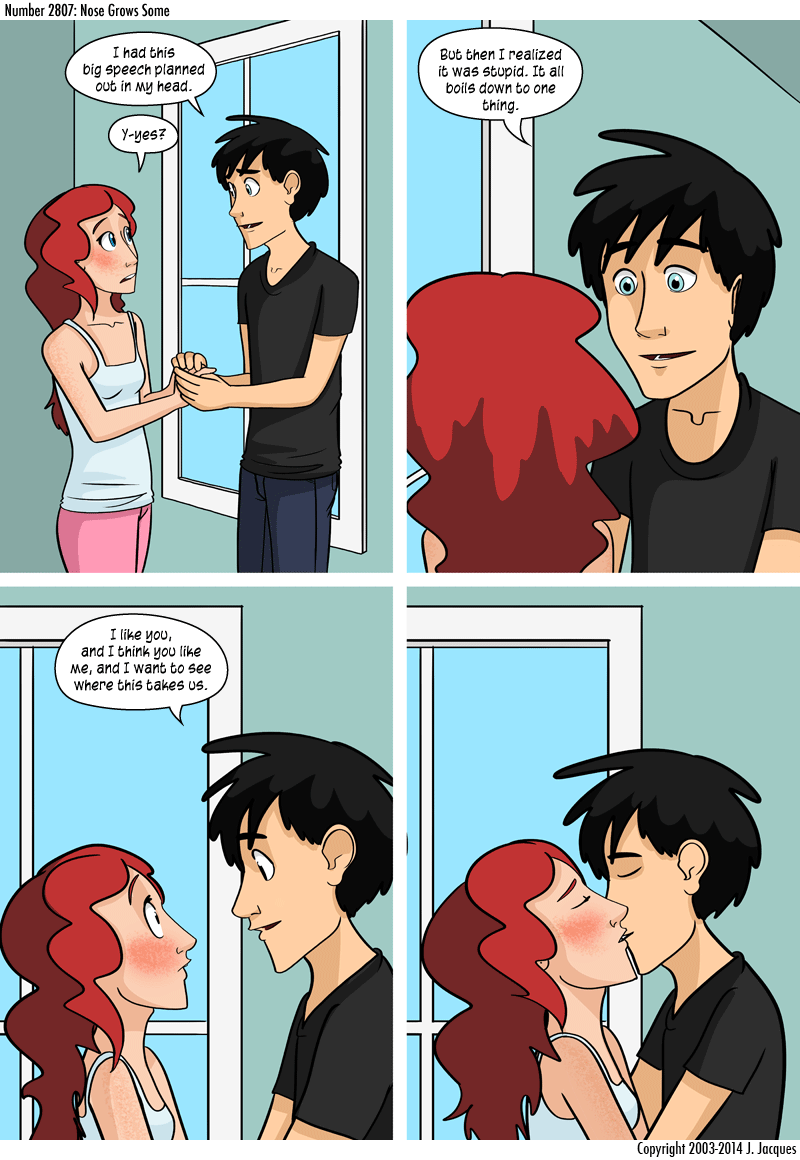 Number 2807: Nose Grows Some
I had this
big speech planned
out in my head.
Y-yes?
But then I realized
it was stupid. It all
boils down to one
thing.
I like you,
and I think you like
me, and I want to see
where this takes us.
Copyright 2003-2014 J. Jacques